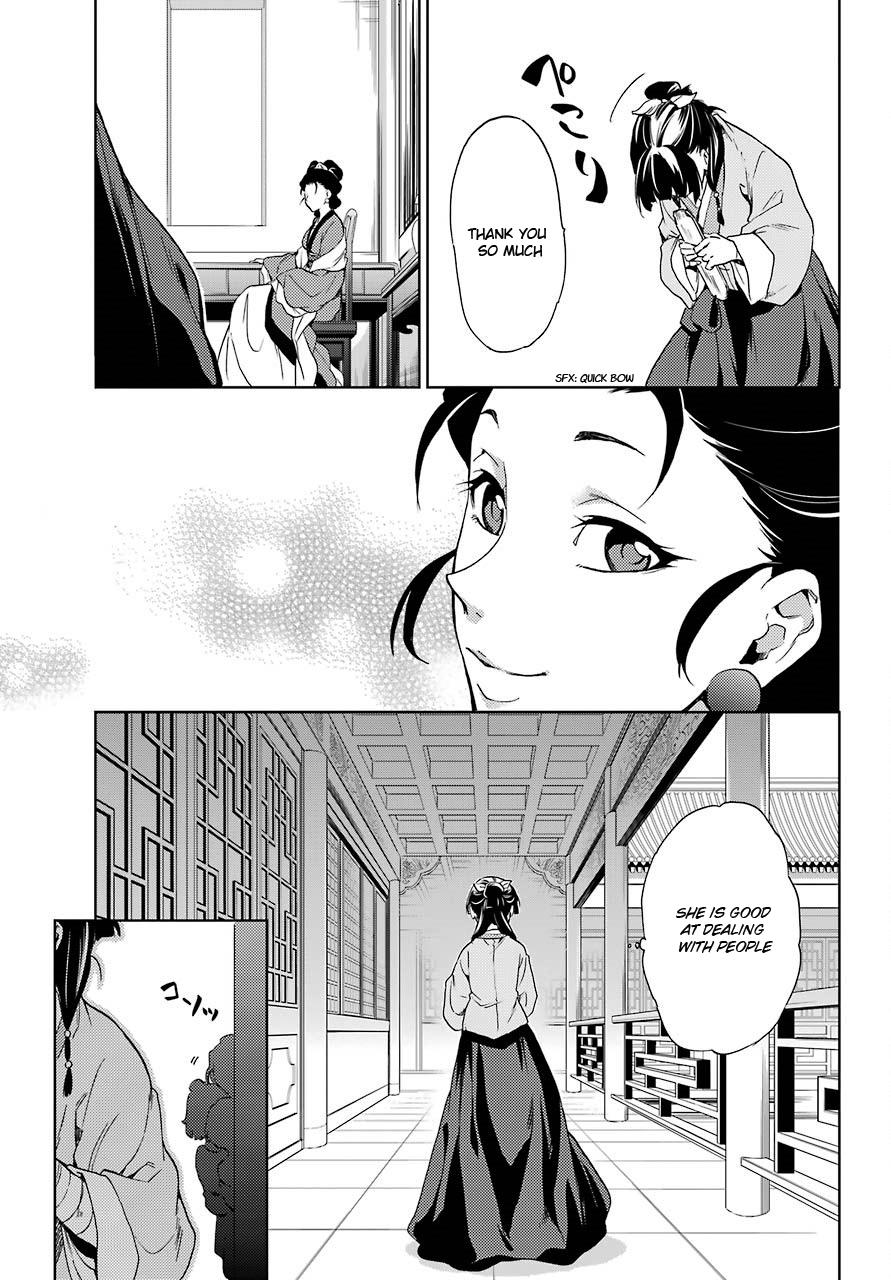 ぺこり
THANK YOU
SO MUCH
SFX: QUICK BOW
SHE IS GOOD
AT DEALING
WITH PEOPLE
コソッ